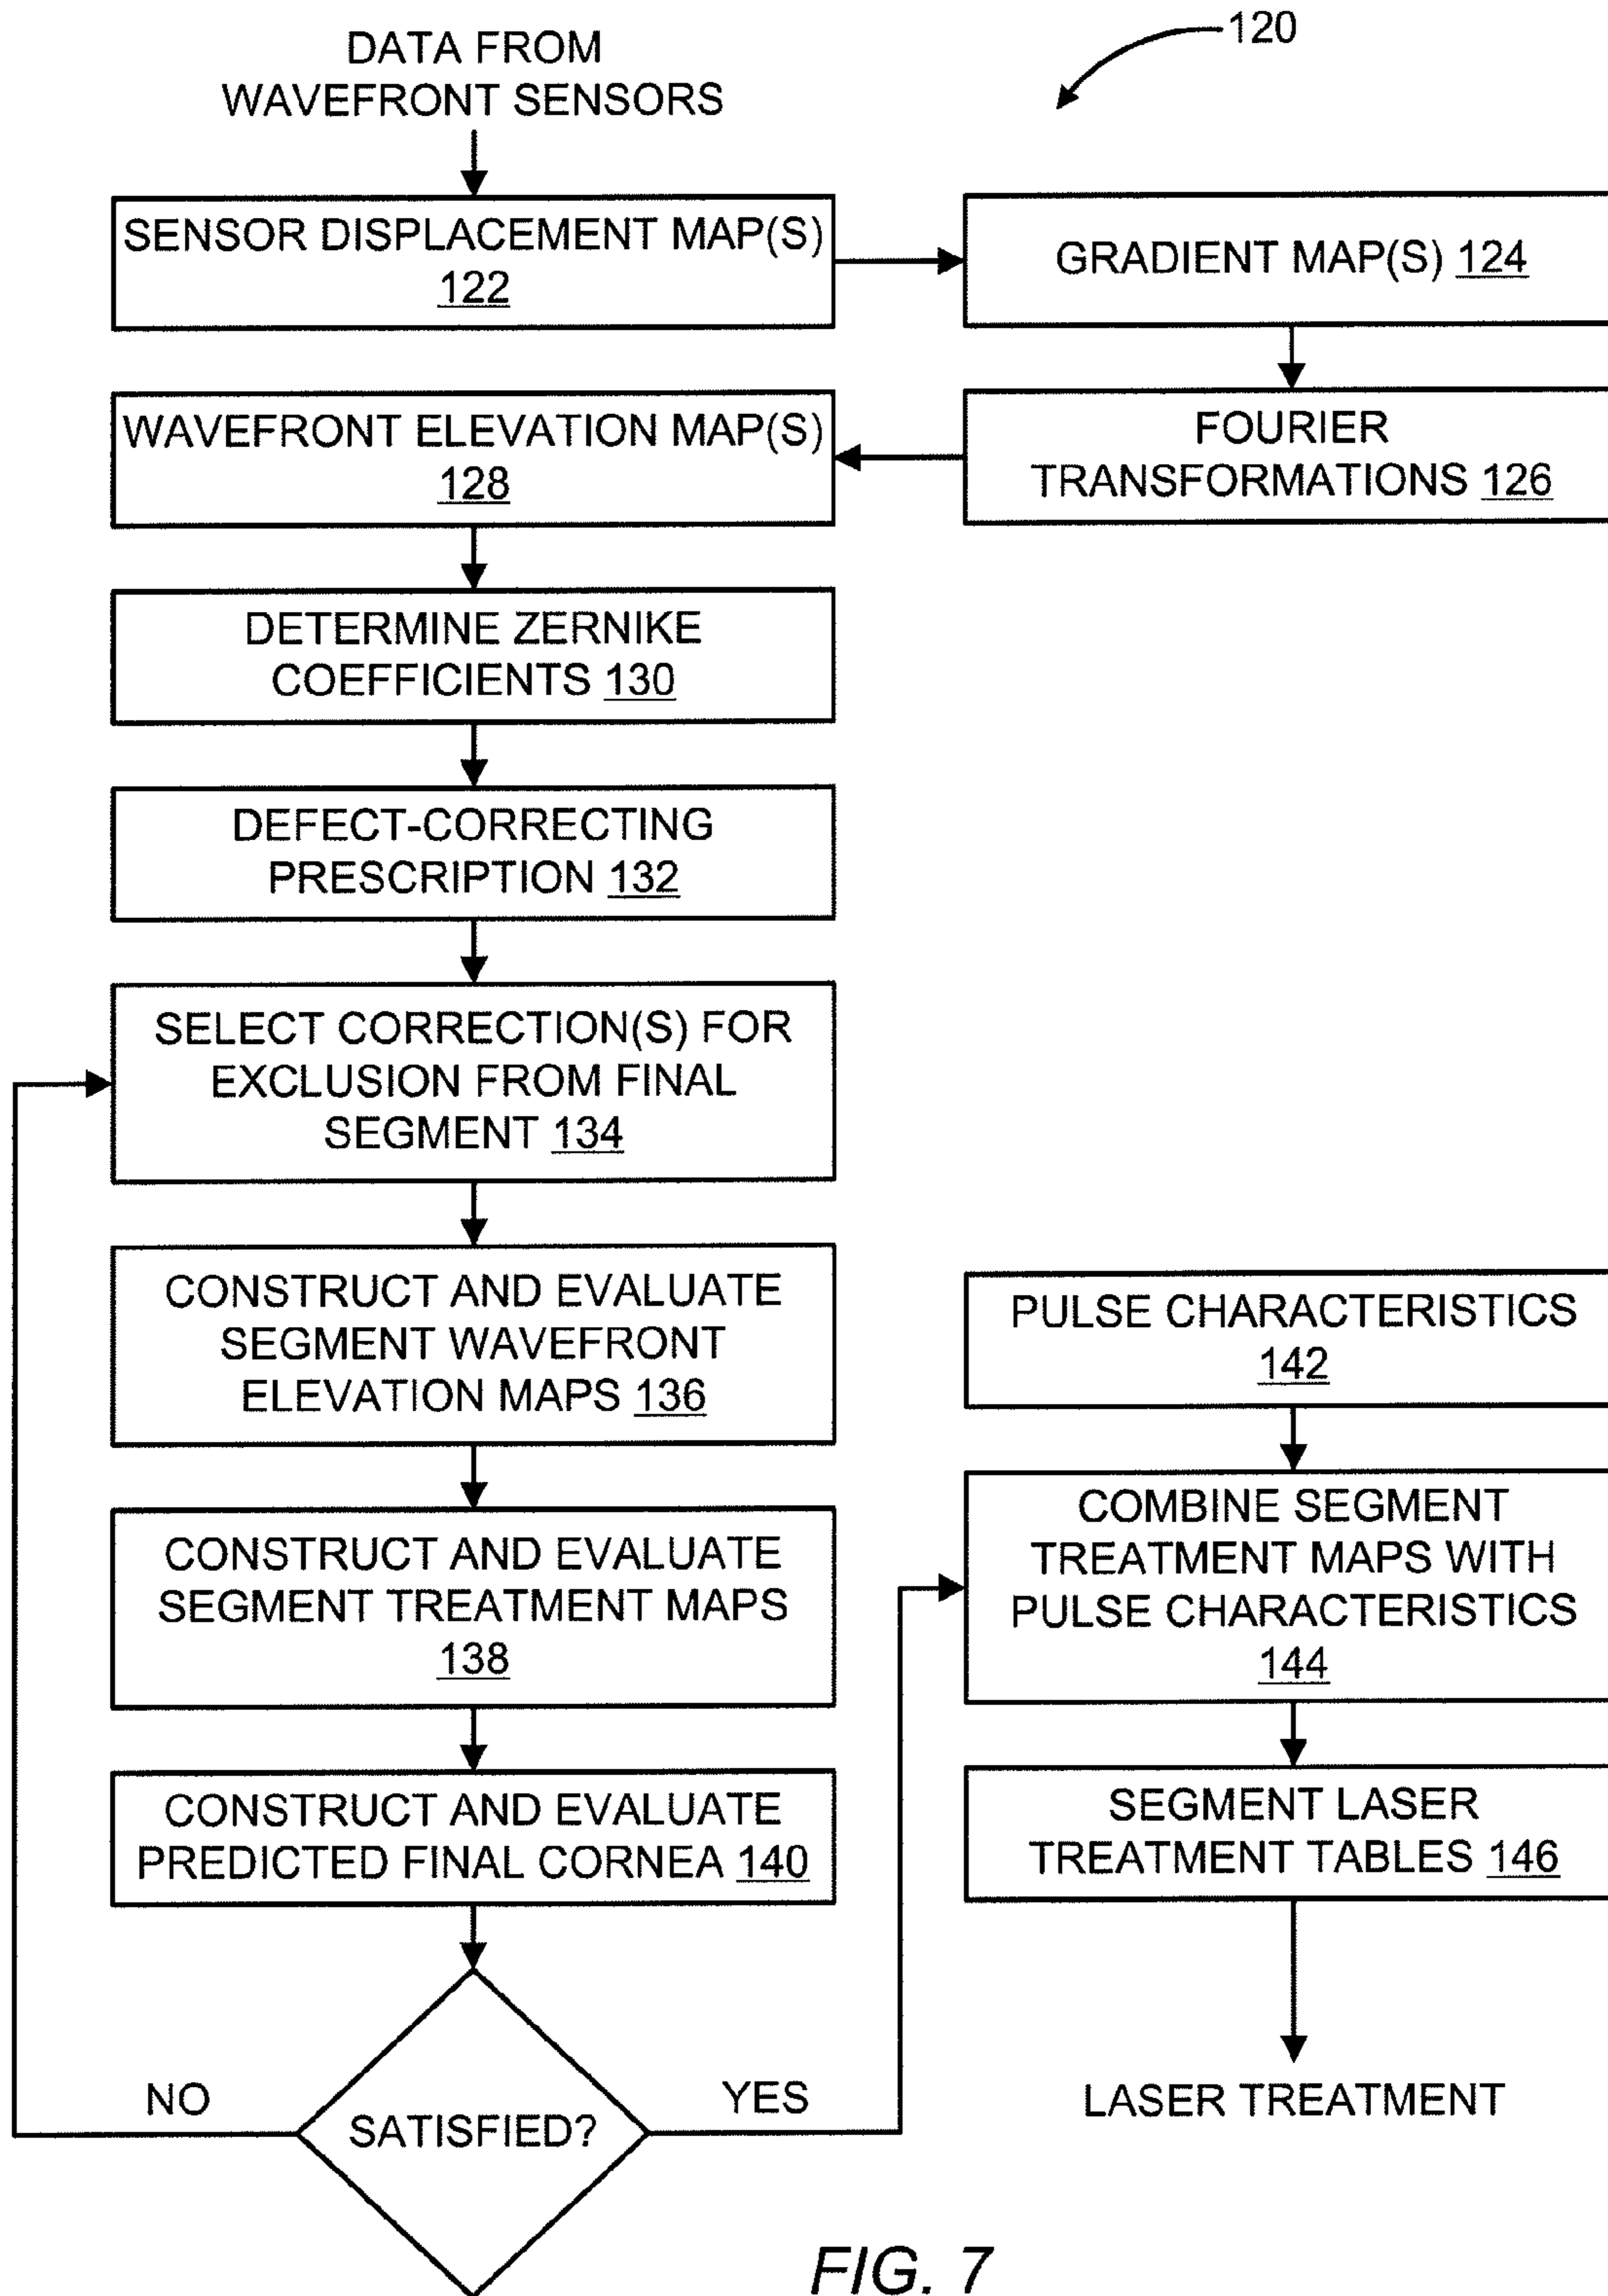 120
DATA FROM
WAVEFRONT SENSORS
SENSOR DISPLACEMENT MAP(S)
122
GRADIENT MAP(S) 124
WAVEFRONT ELEVATION MAP(S)
128
FOURIER
TRANSFORMATIONS 126
DETERMINE ZERNIKE
COEFFICIENTS 130
DEFECT-CORRECTING
PRESCRIPTION 132
SELECT CORRECTION(S) FOR
EXCLUSION FROM FINAL
SEGMENT 134
CONSTRUCT AND EVALUATE
SEGMENT WAVEFRONT
ELEVATION MAPS 136
CONSTRUCT AND EVALUATE
SEGMENT TREATMENT MAPS
138
CONSTRUCT AND EVALUATE
PREDICTED FINAL CORNEA 140
NO
SATISFIED?
YES
PULSE CHARACTERISTICS
142
COMBINE SEGMENT
TREATMENT MAPS WITH
PULSE CHARACTERISTICS
144
SEGMENT LASER
TREATMENT TABLES 146
LASER TREATMENT
FIG. 7